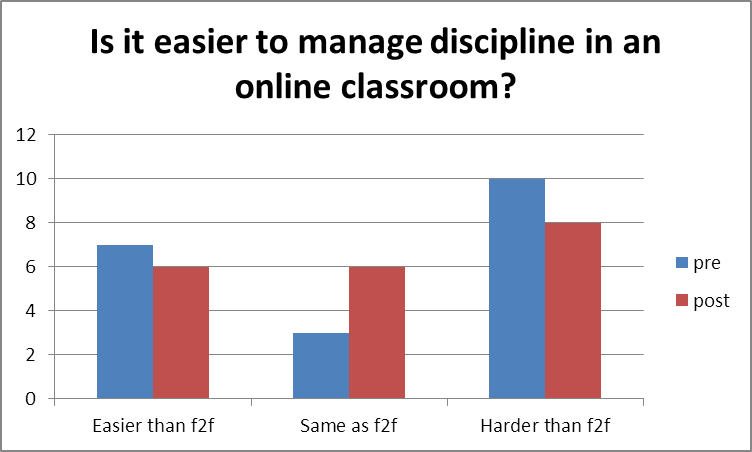 Is it easier to manage discipline in an
online classroom?
12
10
8
6
4
2
0
Easier than f2f
Same as f2f
Harder than f2f
pre
post